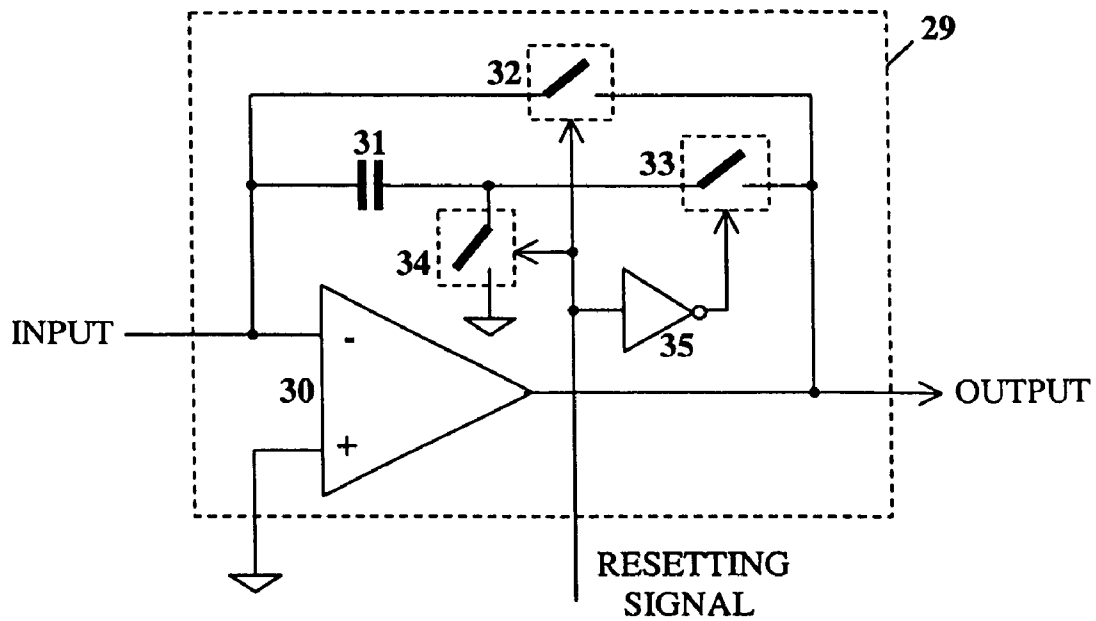 29
32
31
33
34
INPUT
-
35
30
OUTPUT
+
RESETTING
SIGNAL